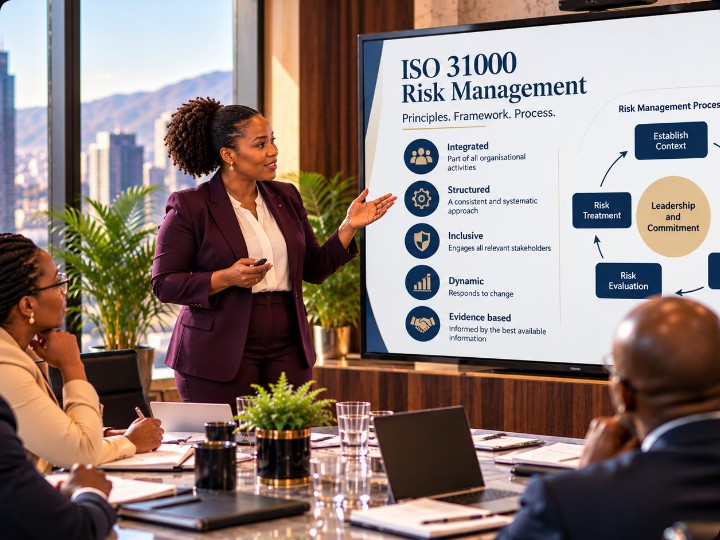 ISO 31000
Risk Management
Principles. Framework. Process.
Integrated
Part of all organisational
activities
Structured
A consistent and systematic
approach
Inclusive
Engages all relevant stakeholders
Dynamic
Responds to change
Evidence based
Informed by the best available
information
Risk Management
Establish
Context
Risk
Treatment
Leadership
and
Commitment
Risk
Evaluation